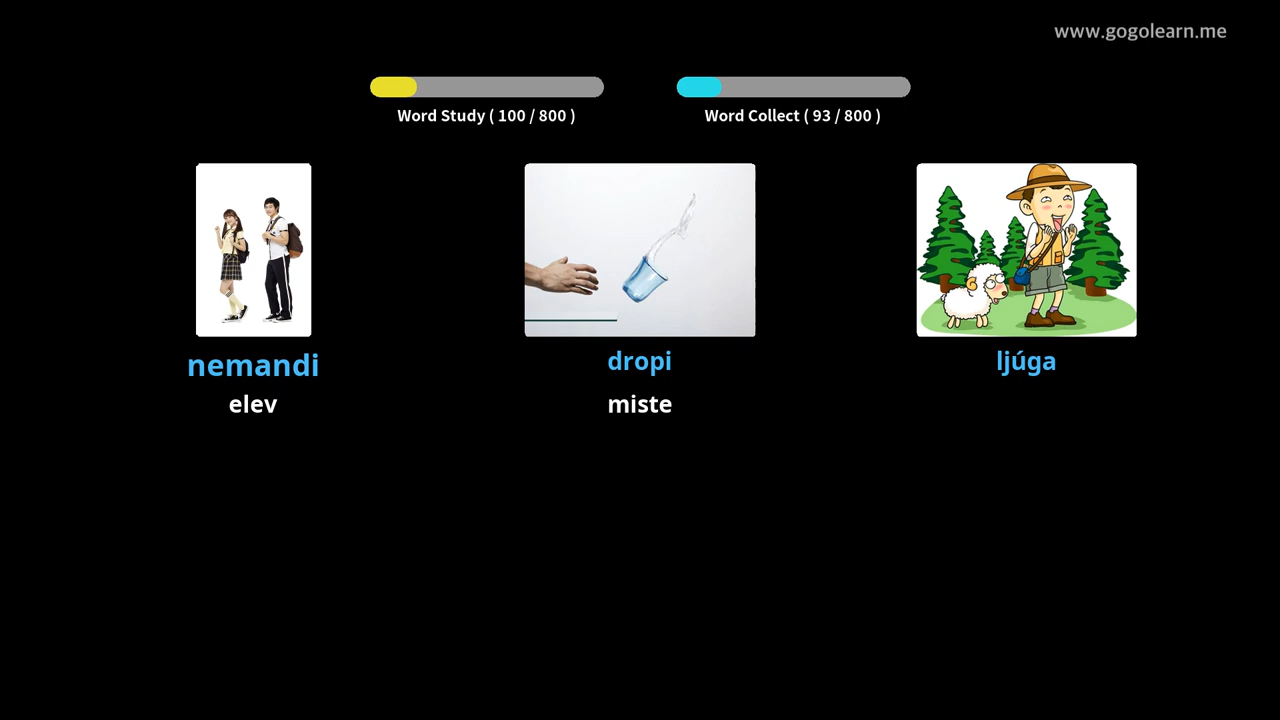 www.gogolearn.me
Word Study ( 100 / 800 )
Word Collect ( 93 / 800 )
nemandi
elev
dropi
miste
ljúga